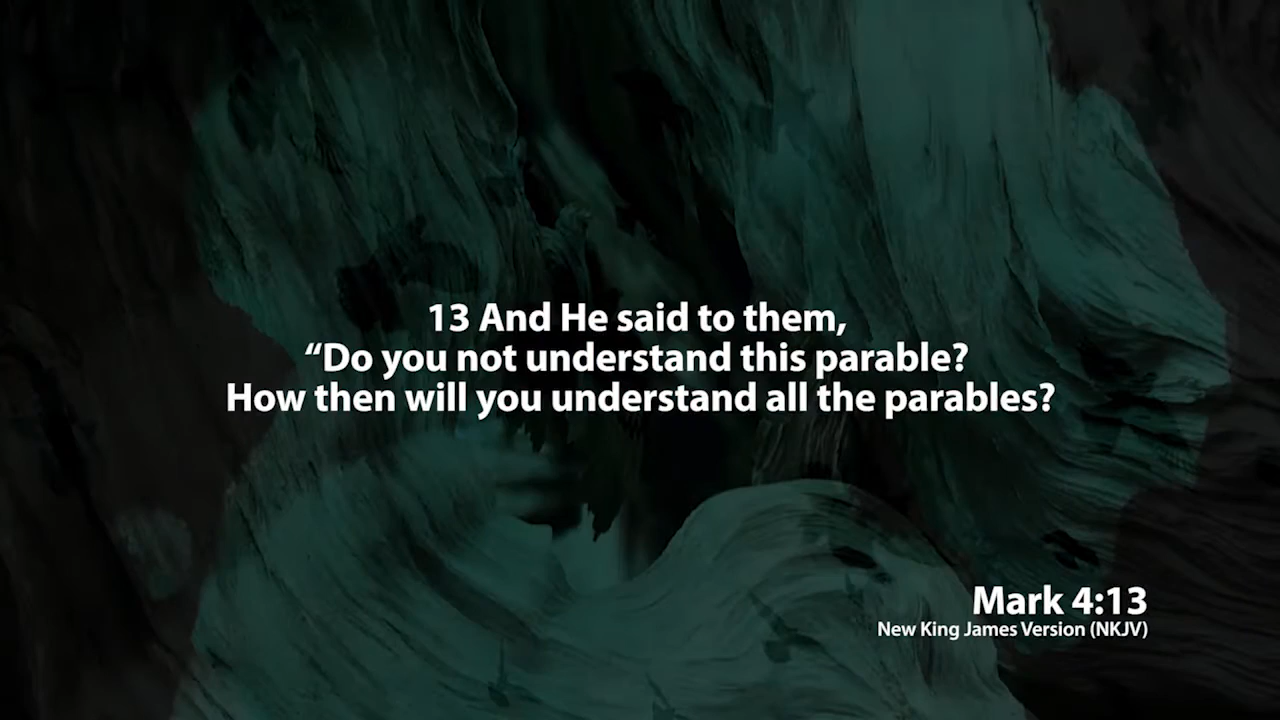 13 And He said to them,
“Do you not understand this parable?
How then will you understand all the parables?
Mark 4:13
New King James Version (NKJV)